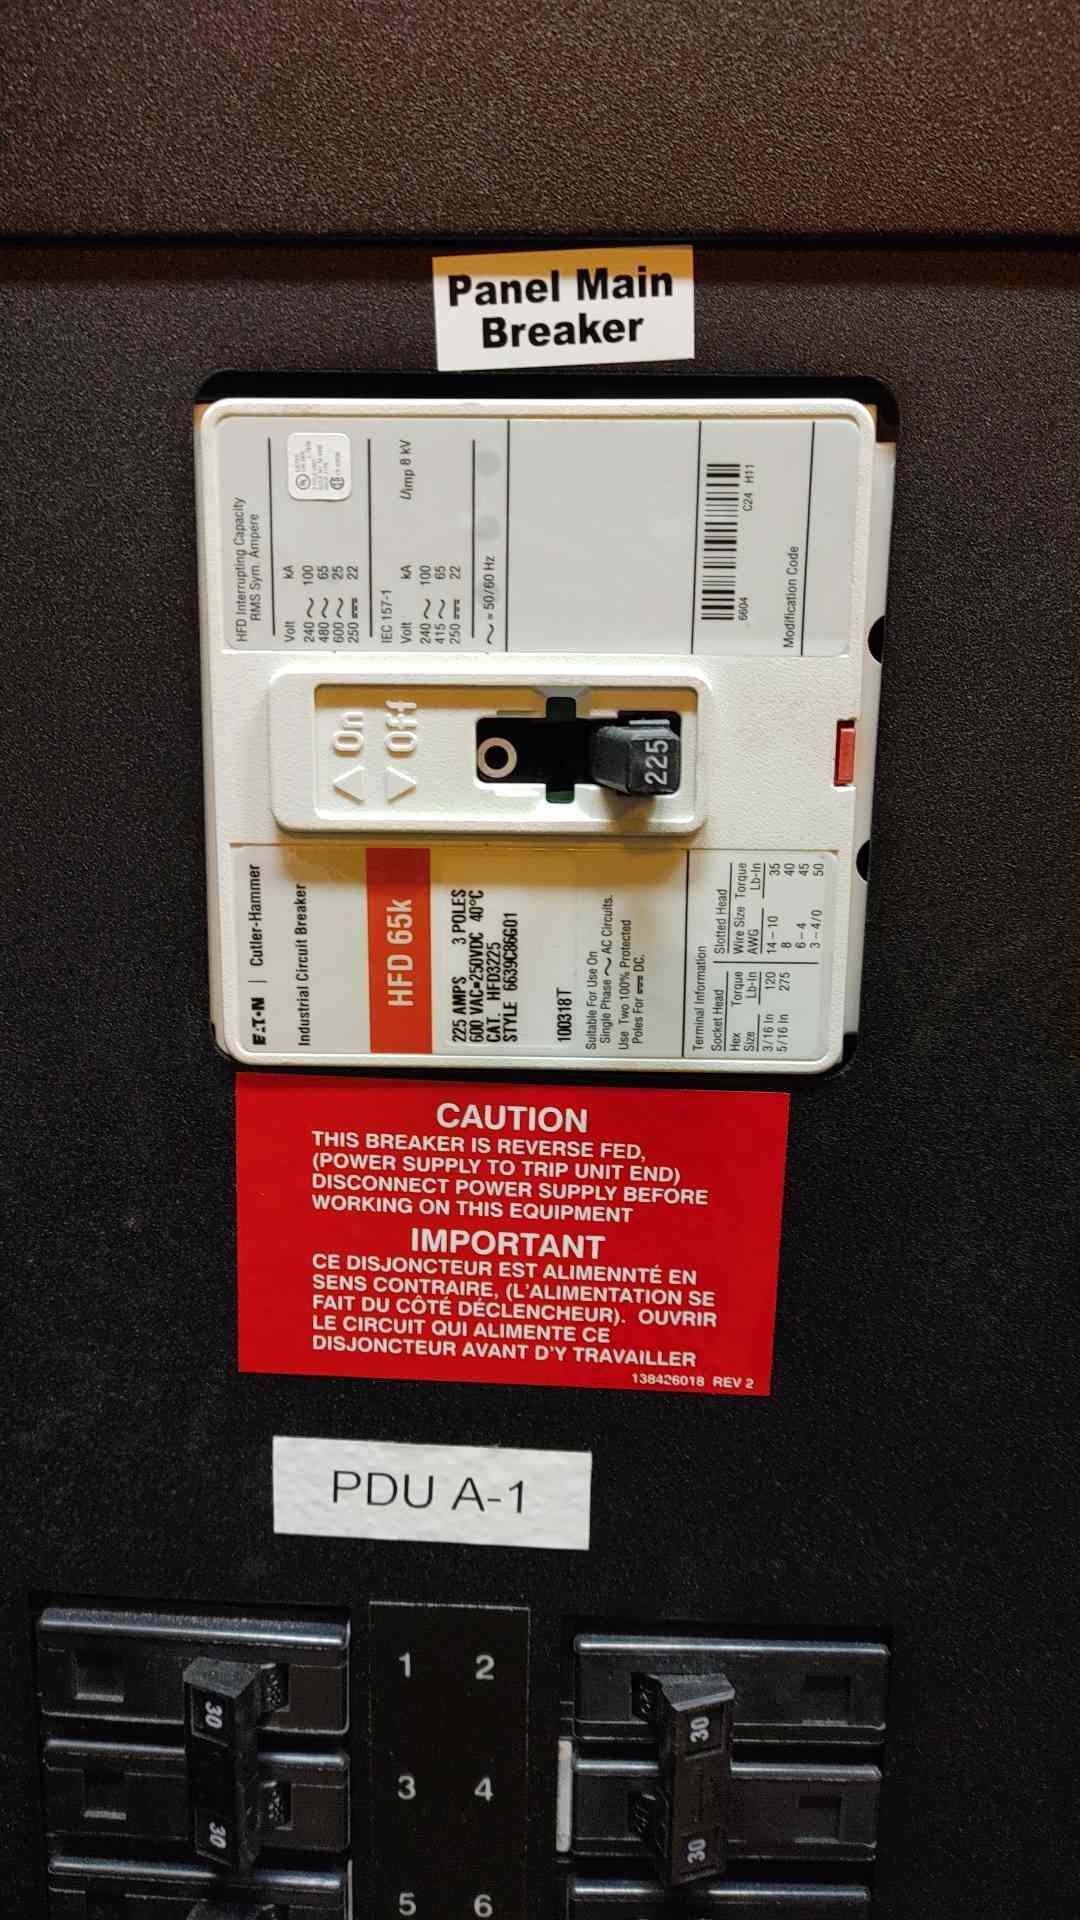 Panel Main
Breaker
HFD Interrupting Capacity
RMS Sym. Ampere
Volt kA
240 ~ 100
480 ~ 65
600 ~ 25
250 ⎓ 22
IEC 157-1 Uimp 8 kV
Volt kA
240 ~ 100
415 ~ 65
250 ⎓ 22
~ = 50/60 Hz
6604 C24 H11
Modification Code
On
Off
225
EATON | Cutler-Hammer
Industrial Circuit Breaker
HFD 65k
225 AMPS 3 POLES
600 VAC=250VDC 40°C
CAT. HFD3225
STYLE 6639C86G01
100318T
Suitable For Use On
Single Phase ~ AC Circuits.
Use Two 100% Protected
Poles For ⎓ DC.
Terminal Information
Socket Head Slotted Head
Hex Torque Wire Size Torque
Size Lb-In AWG Lb-In
3/16 In 120 14 – 10 35
5/16 In 275 8 40
6 – 4 45
3 – 4/0 50
CAUTION
THIS BREAKER IS REVERSE FED,
(POWER SUPPLY TO TRIP UNIT END)
DISCONNECT POWER SUPPLY BEFORE
WORKING ON THIS EQUIPMENT
IMPORTANT
CE DISJONCTEUR EST ALIMENNTÉ EN
SENS CONTRAIRE, (L'ALIMENTATION SE
FAIT DU CÔTÉ DÉCLENCHEUR). OUVRIR
LE CIRCUIT QUI ALIMENTE CE
DISJONCTEUR AVANT D'Y TRAVAILLER
138426018 REV 2
PDU A-1
30 1 2 30
30 3 4 30
5 6